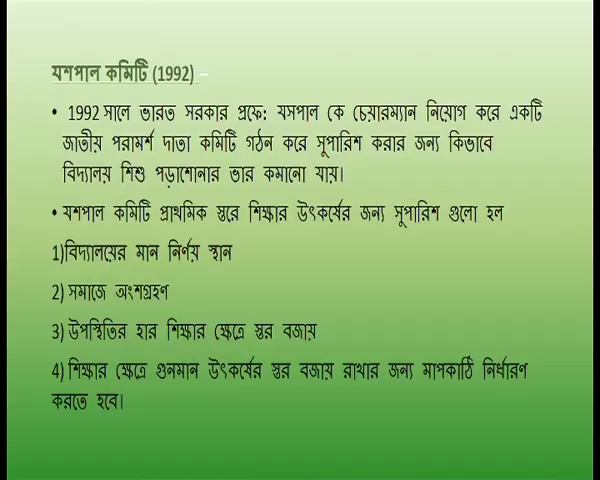 যশপাল কমিটি (1992) –
• 1992 সালে ভারত সরকার প্রফে: যসপাল কে চেয়ারম্যান নিয়োগ করে একটি
জাতীয় পরামর্শ দাতা কমিটি গঠন করে সুপারিশ করার জন্য কিভাবে
বিদ্যালয় শিশু পড়াশোনার ভার কমানো যায়।
• যশপাল কমিটি প্রাথমিক স্তরে শিক্ষার উৎকর্ষের জন্য সুপারিশ গুলো হল
1)বিদ্যালয়ের মান নির্ণয় স্থান
2) সমাজে অংশগ্রহণ
3) উপস্থিতির হার শিক্ষার ক্ষেত্রে স্তর বজায়
4) শিক্ষার ক্ষেত্রে গুনমান উৎকর্ষের স্তর বজায় রাখার জন্য মাপকাঠি নির্ধারণ
করতে হবে।